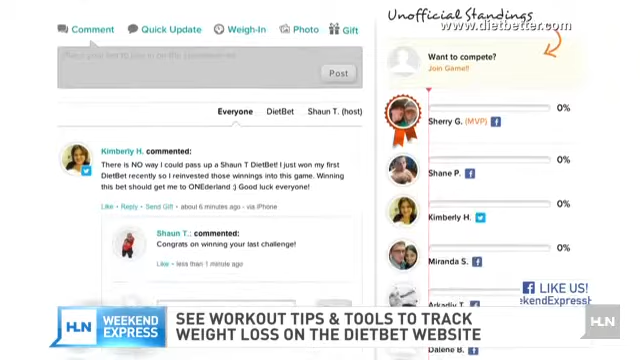 Unofficial Standings
www.dietbetter.com
Comment Quick Update Weigh-In Photo Gift
Want to compete?
Join Game!!
Post
Everyone DietBet Shaun T. (host)
0%
Sherry G. (MVP)
Kimberly H. commented:
There is NO way I could pass up a Shaun T DietBet! I just won my first
DietBet recently so I reinvested those winnings into this game. Winning
this bet should get me to ONEderland :) Good luck everyone!
Like • Reply • Send Gift • about 6 minutes ago - via iPhone
Shaun T.: commented:
Congrats on winning your last challenge!
Like • less than 1 minute ago
0%
Shane P.
0%
Kimberly H.
0%
Miranda S.
LIKE US!
ekendExpress
Arkadiy T.
Dalene B.
HLN WEEKEND
EXPRESS
SEE WORKOUT TIPS & TOOLS TO TRACK
WEIGHT LOSS ON THE DIETBET WEBSITE
HLN